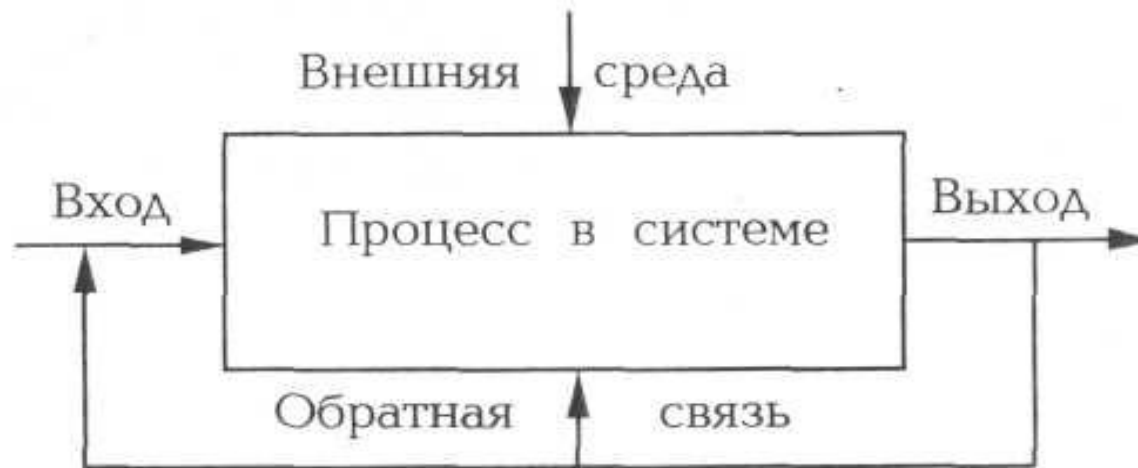 Внешняя среда
Вход
Процесс в системе
Выход
Обратная связь